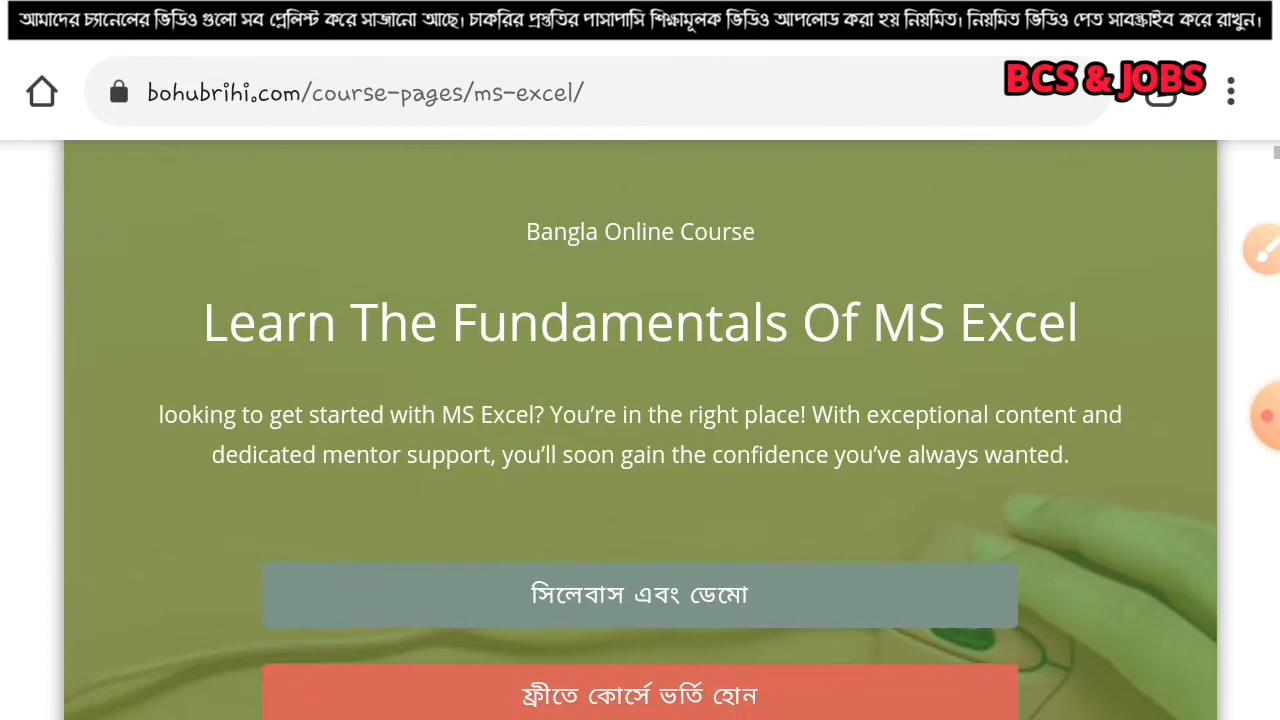 আমাদের চ্যানেলের ভিডিও গুলো সব প্লেলিস্ট করে সাজানো আছে। চাকরির প্রস্তুতির পাসাপাসি শিক্ষামূলক ভিডিও আপলোড করা হয় নিয়মিত। নিয়মিত ভিডিও পেত সাবস্ক্রাইব করে রাখুন।
bohubrihi.com/course-pages/ms-excel/
BCS & JOBS
Bangla Online Course
Learn The Fundamentals Of MS Excel
looking to get started with MS Excel? You’re in the right place! With exceptional content and
dedicated mentor support, you’ll soon gain the confidence you’ve always wanted.
সিলেবাস এবং ডেমো
ফ্রীতে কোর্সে ভর্তি হোন